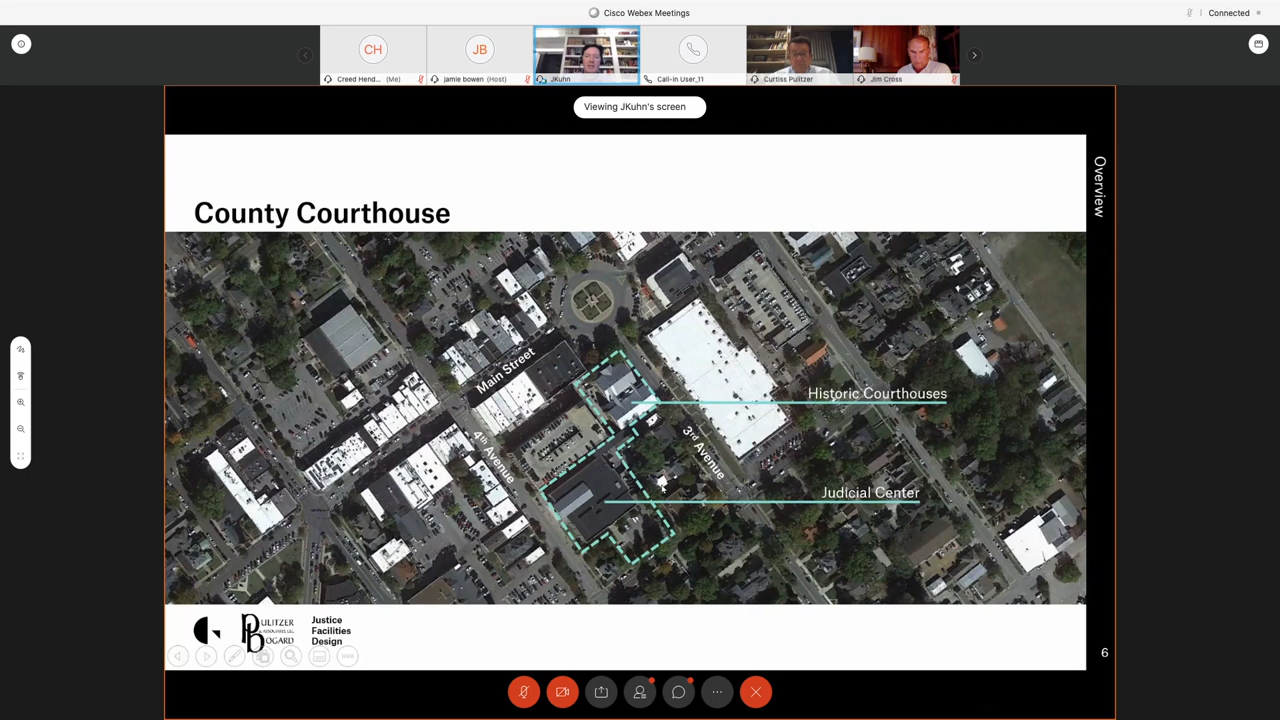 Cisco Webex Meetings
Connected
CH
JB
Creed Hend... (Me)
jamie bowen (Host)
JKuhn
Call-in User_11
Curtiss Pulitzer
Jim Cross
Viewing JKuhn's screen
Overview
County Courthouse
Main Street
4th Avenue
3rd Avenue
Historic Courthouses
Judicial Center
PULITZER
BOGARD
Justice
Facilities
Design
6